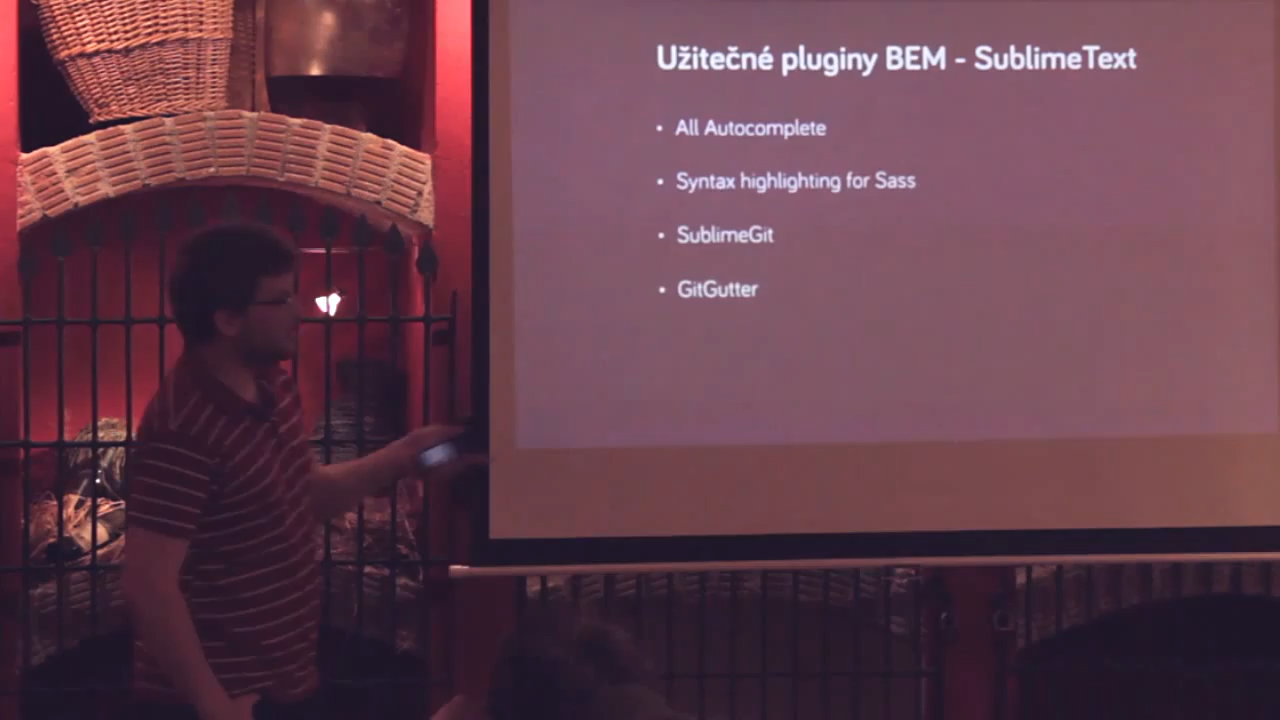 Užitečné pluginy BEM - SublimeText
• All Autocomplete
• Syntax highlighting for Sass
• SublimeGit
• GitGutter